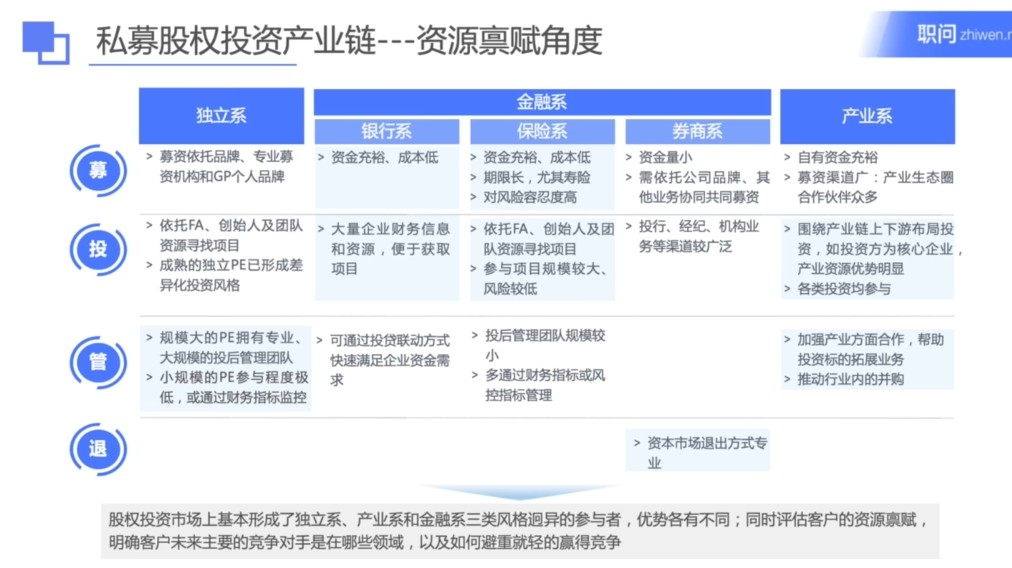 私募股权投资产业链---资源禀赋角度
职问 zhiwen.r
独立系
金融系
产业系
银行系
保险系
券商系
募
> 募资依托品牌、专业募
资机构和GP个人品牌
> 资金充裕、成本低
> 资金充裕、成本低
> 期限长，尤其寿险
> 对风险容忍度高
> 资金量小
> 需依托公司品牌、其
他业务协同共同募资
> 自有资金充裕
> 募资渠道广：产业生态圈
合作伙伴众多
投
> 依托FA、创始人及团队
资源寻找项目
> 成熟的独立PE已形成差
异化投资风格
> 大量企业财务信息
和资源，便于获取
项目
> 依托FA、创始人及团
队资源寻找项目
> 参与项目规模较大、
风险较低
> 投行、经纪、机构业
务等渠道较广泛
> 围绕产业链上下游布局投
资，如投资方为核心企业，
产业资源优势明显
> 各类投资均参与
管
> 规模大的PE拥有专业、
大规模的投后管理团队
> 小规模的PE参与程度极
低，或通过财务指标监控
> 可通过投贷联动方式
快速满足企业资金需
求
> 投后管理团队规模较
小
> 多通过财务指标或风
控指标管理
> 加强产业方面合作，帮助
投资标的拓展业务
> 推动行业内的并购
退
> 资本市场退出方式专
业
股权投资市场上基本形成了独立系、产业系和金融系三类风格迥异的参与者，优势各有不同；同时评估客户的资源禀赋，
明确客户未来主要的竞争对手是在哪些领域，以及如何避重就轻的赢得竞争